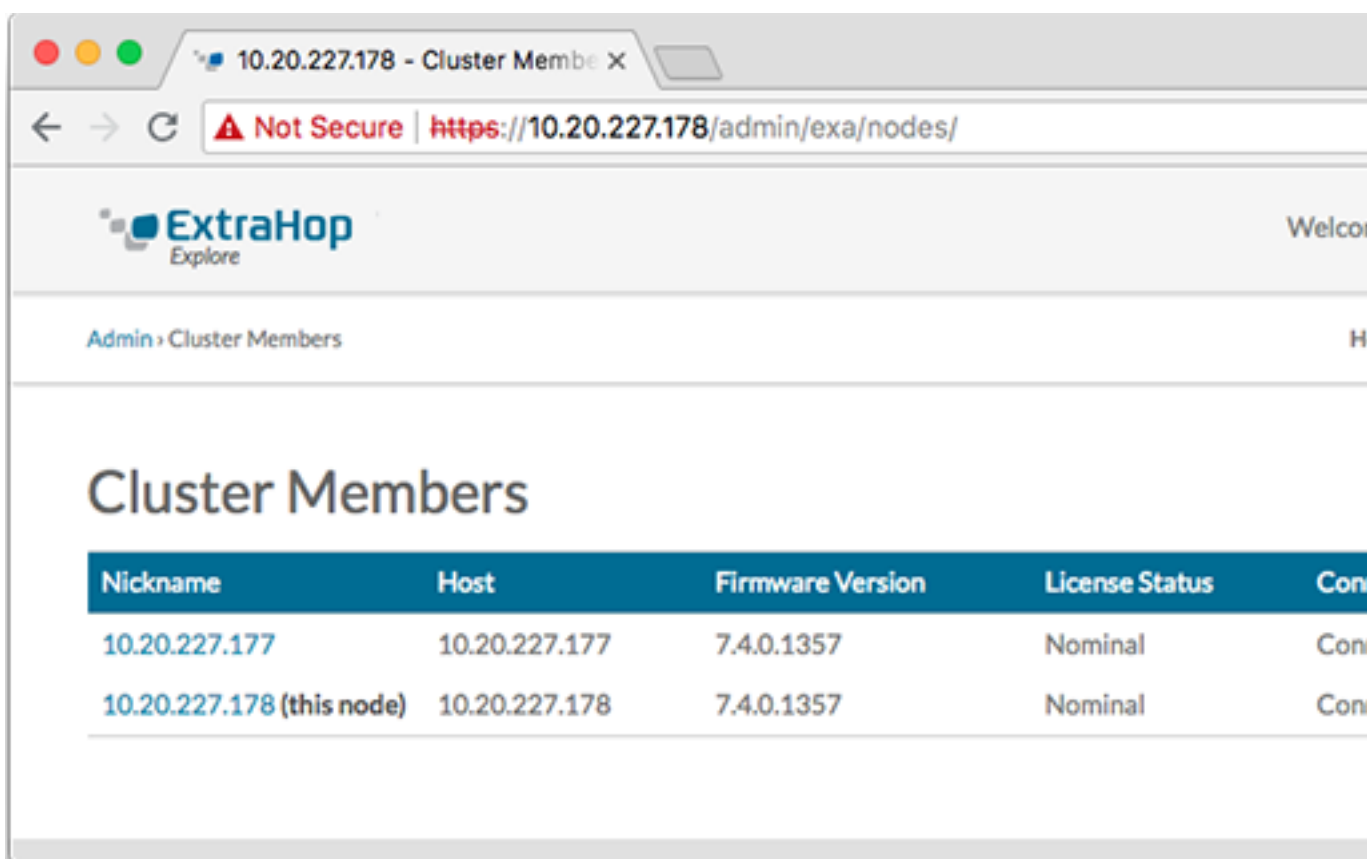 10.20.227.178 - Cluster Membe
Not Secure | https://10.20.227.178/admin/exa/nodes/
ExtraHop
Explore
Admin › Cluster Members
Cluster Members
Nickname Host Firmware Version License Status
10.20.227.177 10.20.227.177 7.4.0.1357 Nominal
10.20.227.178 (this node) 10.20.227.178 7.4.0.1357 Nominal